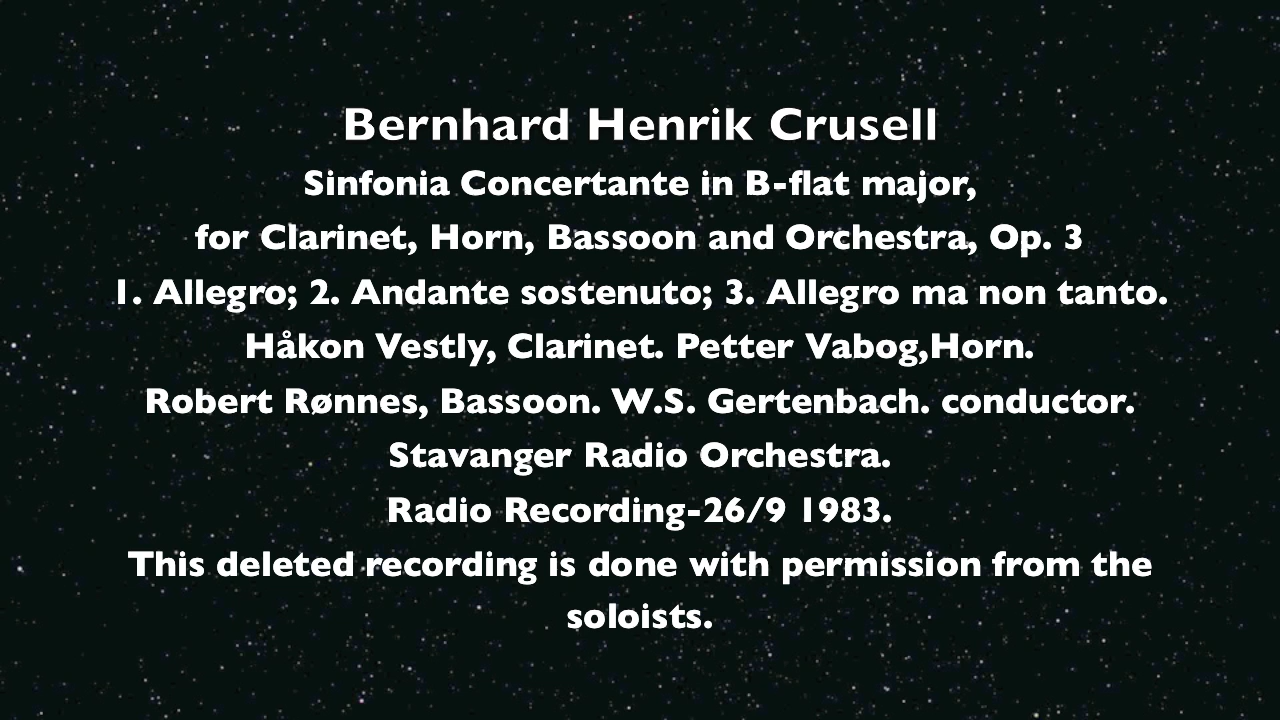 Bernhard Henrik Crusell
Sinfonia Concertante in B-flat major,
for Clarinet, Horn, Bassoon and Orchestra, Op. 3
1. Allegro; 2. Andante sostenuto; 3. Allegro ma non tanto.
Håkon Vestly, Clarinet. Petter Vabog,Horn.
Robert Rønnes, Bassoon. W.S. Gertenbach. conductor.
Stavanger Radio Orchestra.
Radio Recording-26/9 1983.
This deleted recording is done with permission from the
soloists.